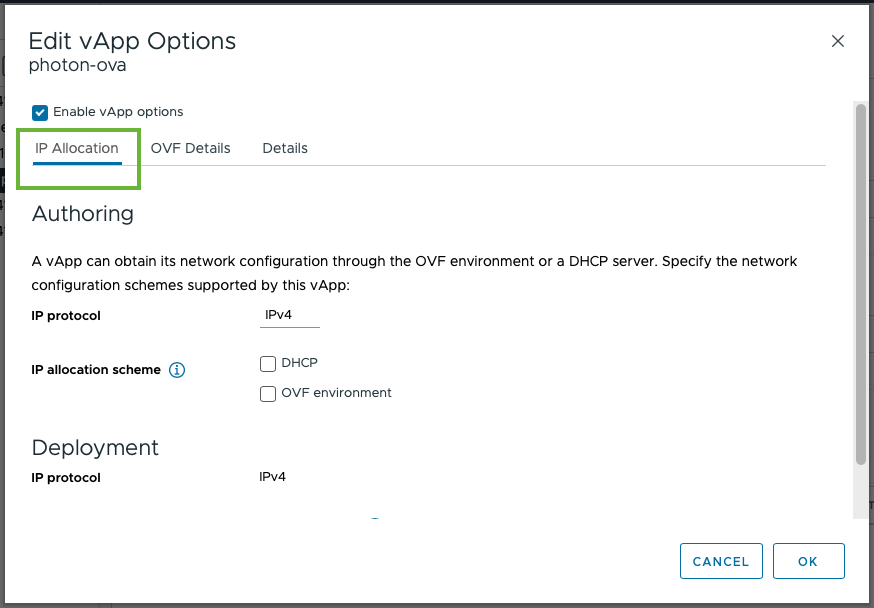 Edit vApp Options
photon-ova
Enable vApp options
IP Allocation OVF Details Details
Authoring
A vApp can obtain its network configuration through the OVF environment or a DHCP server. Specify the network
configuration schemes supported by this vApp:
IP protocol IPv4
IP allocation scheme DHCP
OVF environment
Deployment
IP protocol IPv4
CANCEL OK